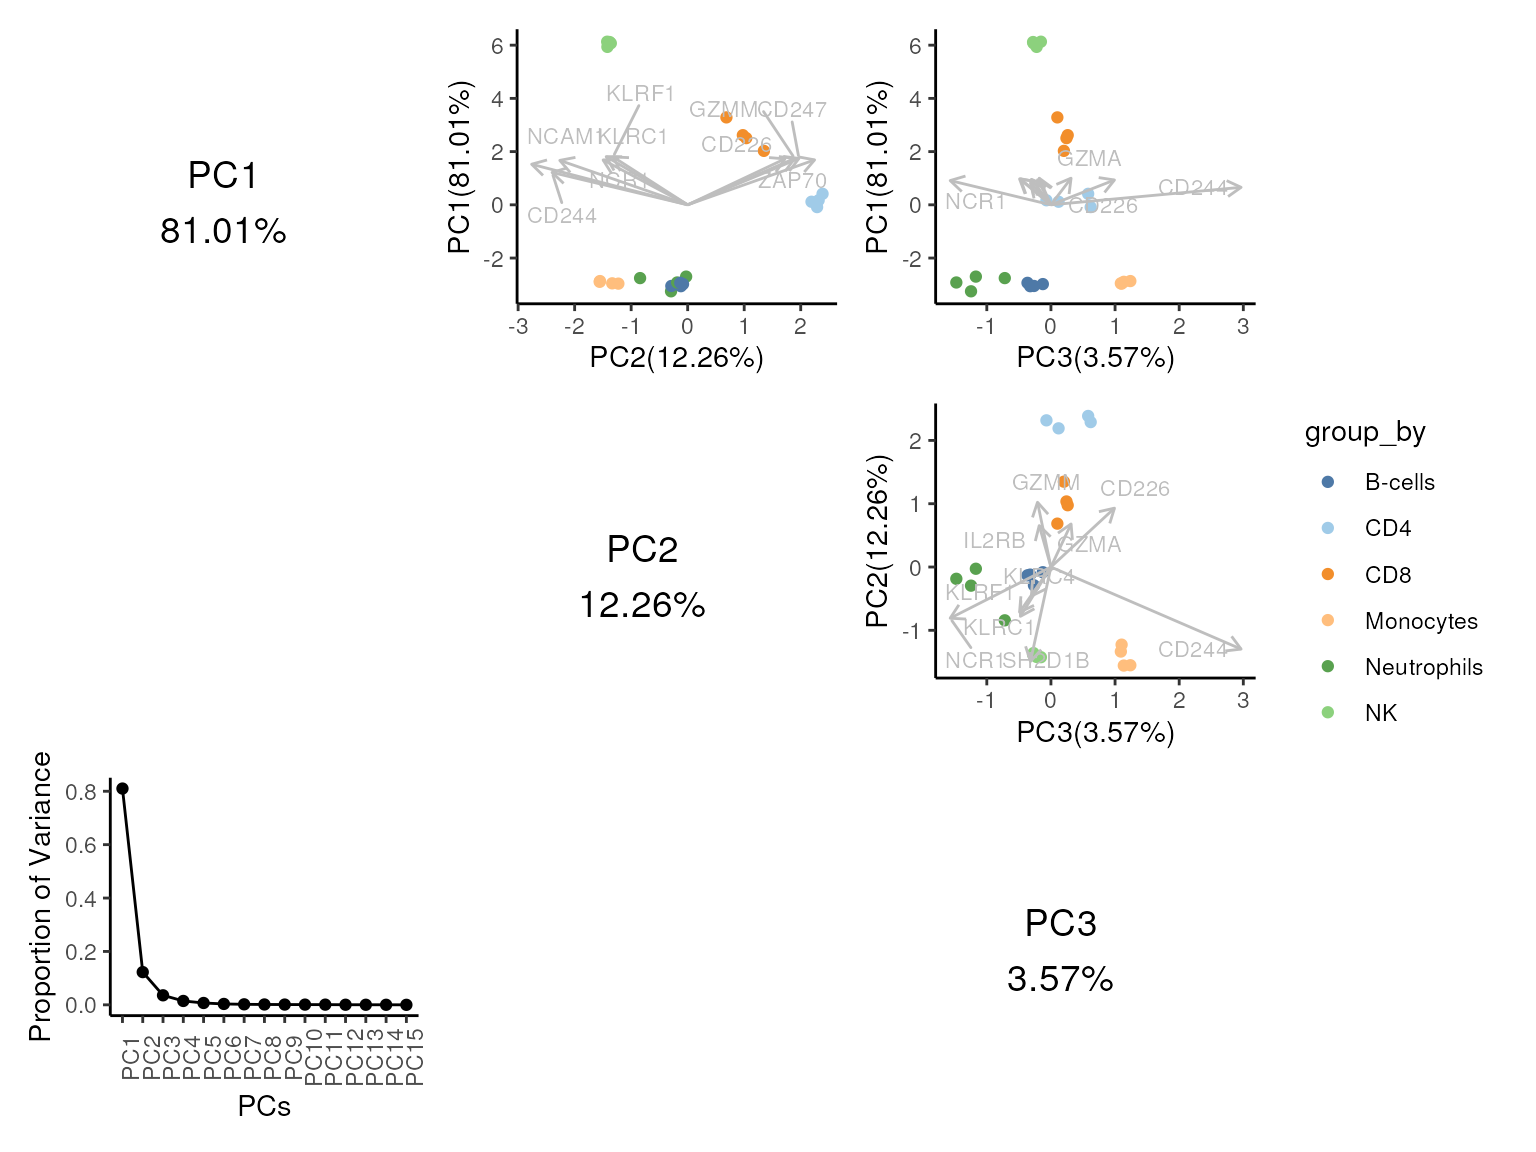 PC1
81.01%
PC1(81.01%)
6
4
2
0
-2
KLRF1
GZMM
CD247
NCAM1
KLRC1
CD226
NCR1
ZAP70
CD244
-3
-2
-1
0
1
2
PC2(12.26%)
PC1(81.01%)
6
4
2
0
-2
GZMA
CD244
NCR1
CD226
-1
0
1
2
3
PC3(3.57%)
PC2
12.26%
PC2(12.26%)
2
1
0
-1
GZMM
CD226
IL2RB
GZMA
KLRC4
KLRF1
KLRC1
CD244
NCR1
SH2D1B
-1
0
1
2
3
PC3(3.57%)
group_by
B-cells
CD4
CD8
Monocytes
Neutrophils
NK
Proportion of Variance
0.8
0.6
0.4
0.2
0.0
PC1
PC2
PC3
PC4
PC5
PC6
PC7
PC8
PC9
PC10
PC11
PC12
PC13
PC14
PC15
PCs
PC3
3.57%